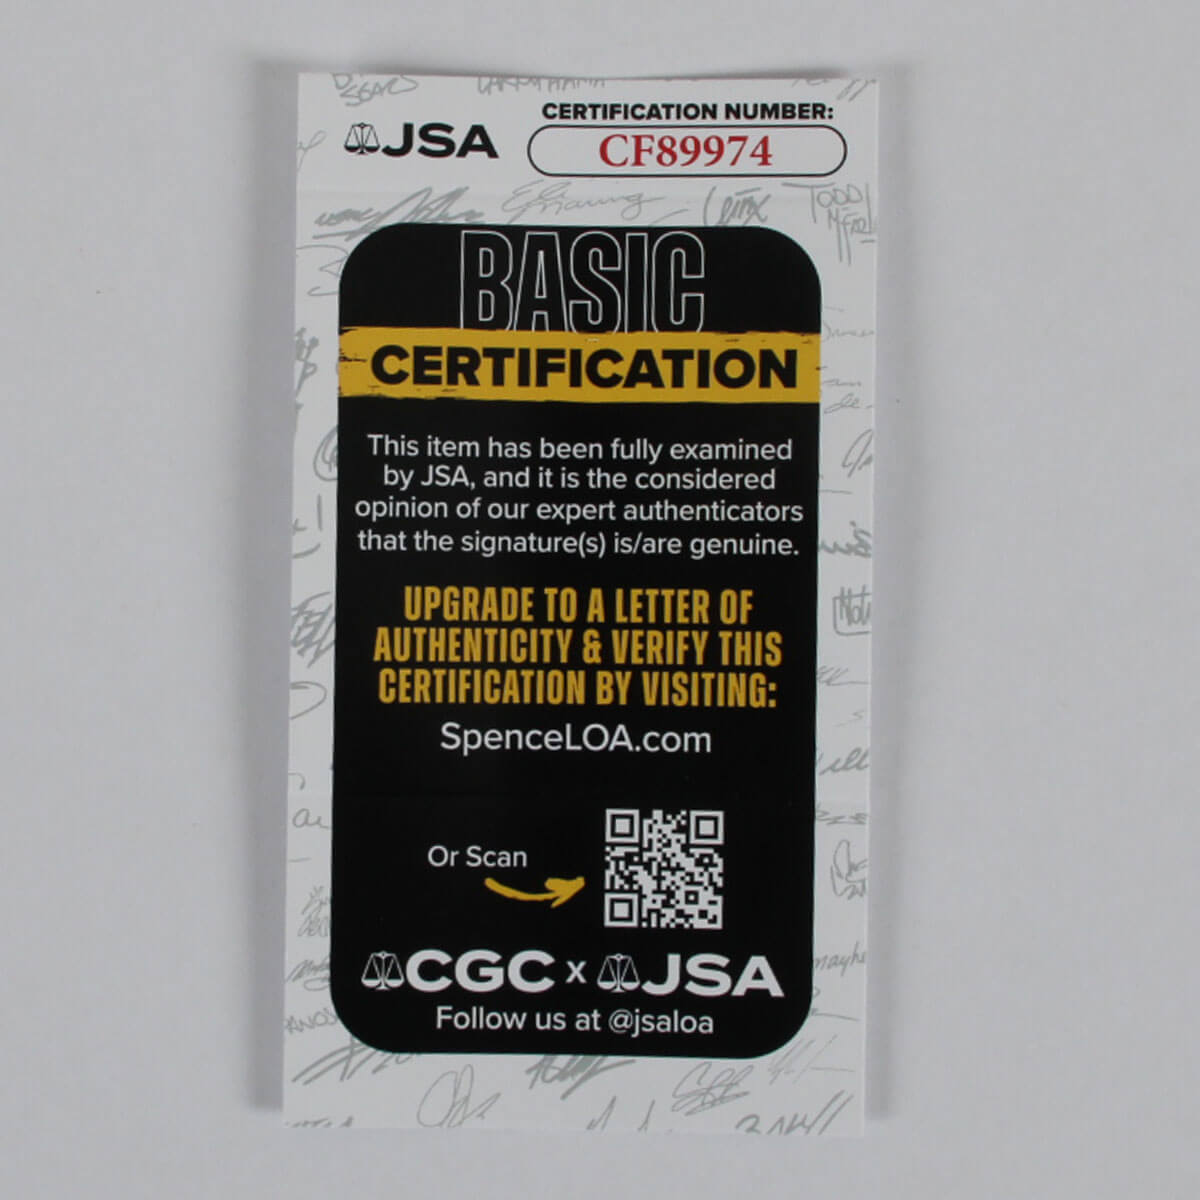 JSA
CERTIFICATION NUMBER:
CF89974
BASIC
CERTIFICATION
This item has been fully examined
by JSA, and it is the considered
opinion of our expert authenticators
that the signature(s) is/are genuine.
UPGRADE TO A LETTER OF
AUTHENTICITY & VERIFY THIS
CERTIFICATION BY VISITING:
SpenceLOA.com
Or Scan
CGC x JSA
Follow us at @jsaloa